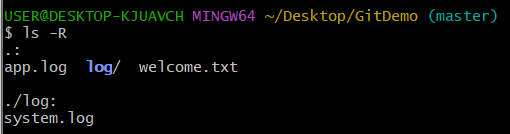 USER@DESKTOP-KJUAVCH MINGW64 ~/Desktop/GitDemo (master)
$ ls -R
.:
app.log  log/  welcome.txt

./log:
system.log